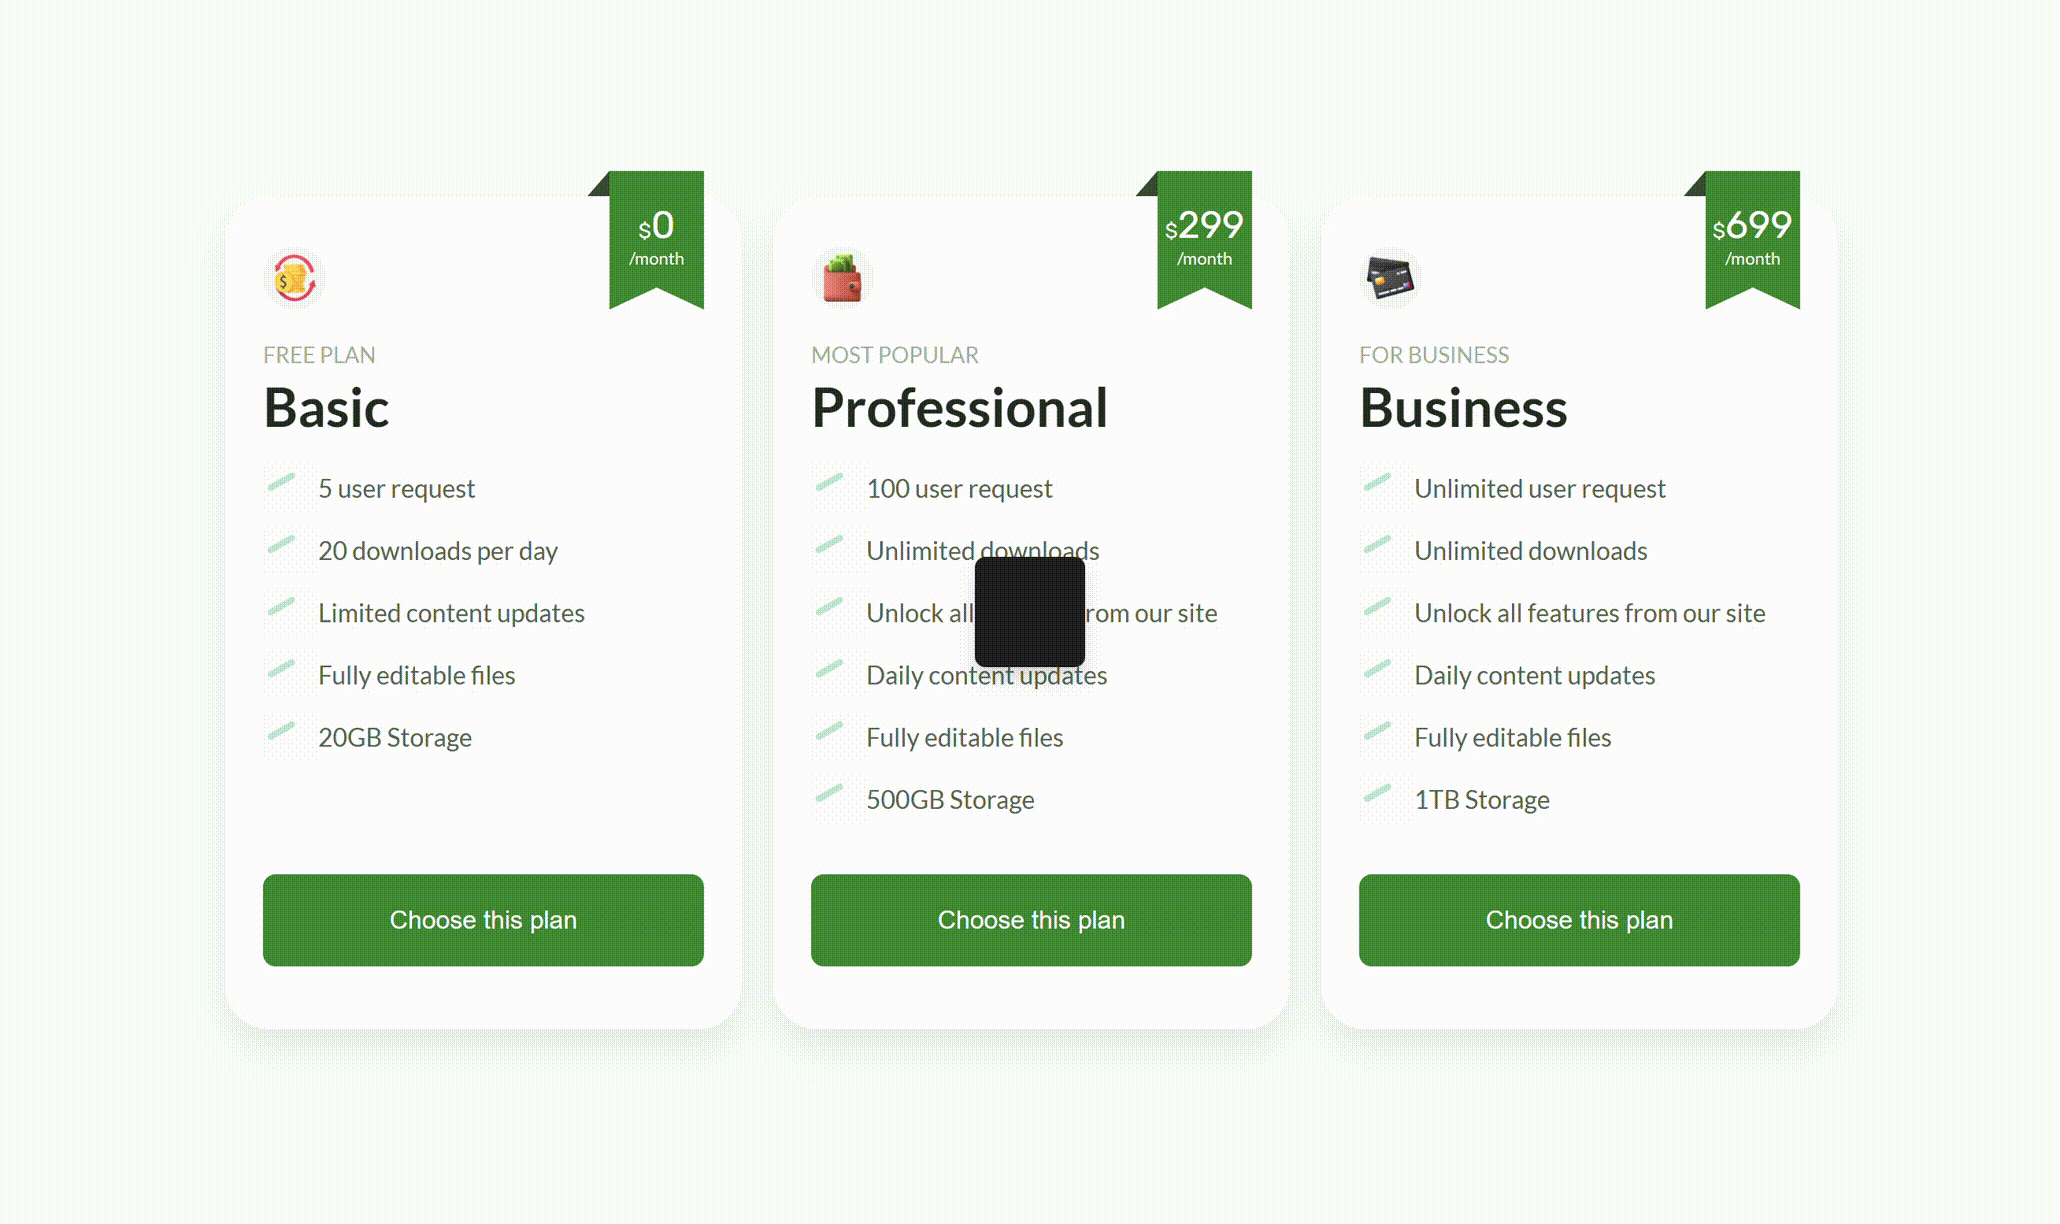 $0
/month
FREE PLAN
Basic
5 user request
20 downloads per day
Limited content updates
Fully editable files
20GB Storage
Choose this plan
$299
/month
MOST POPULAR
Professional
100 user request
Unlimited downloads
Unlock all rom our site
Daily content updates
Fully editable files
500GB Storage
Choose this plan
$699
/month
FOR BUSINESS
Business
Unlimited user request
Unlimited downloads
Unlock all features from our site
Daily content updates
Fully editable files
1TB Storage
Choose this plan